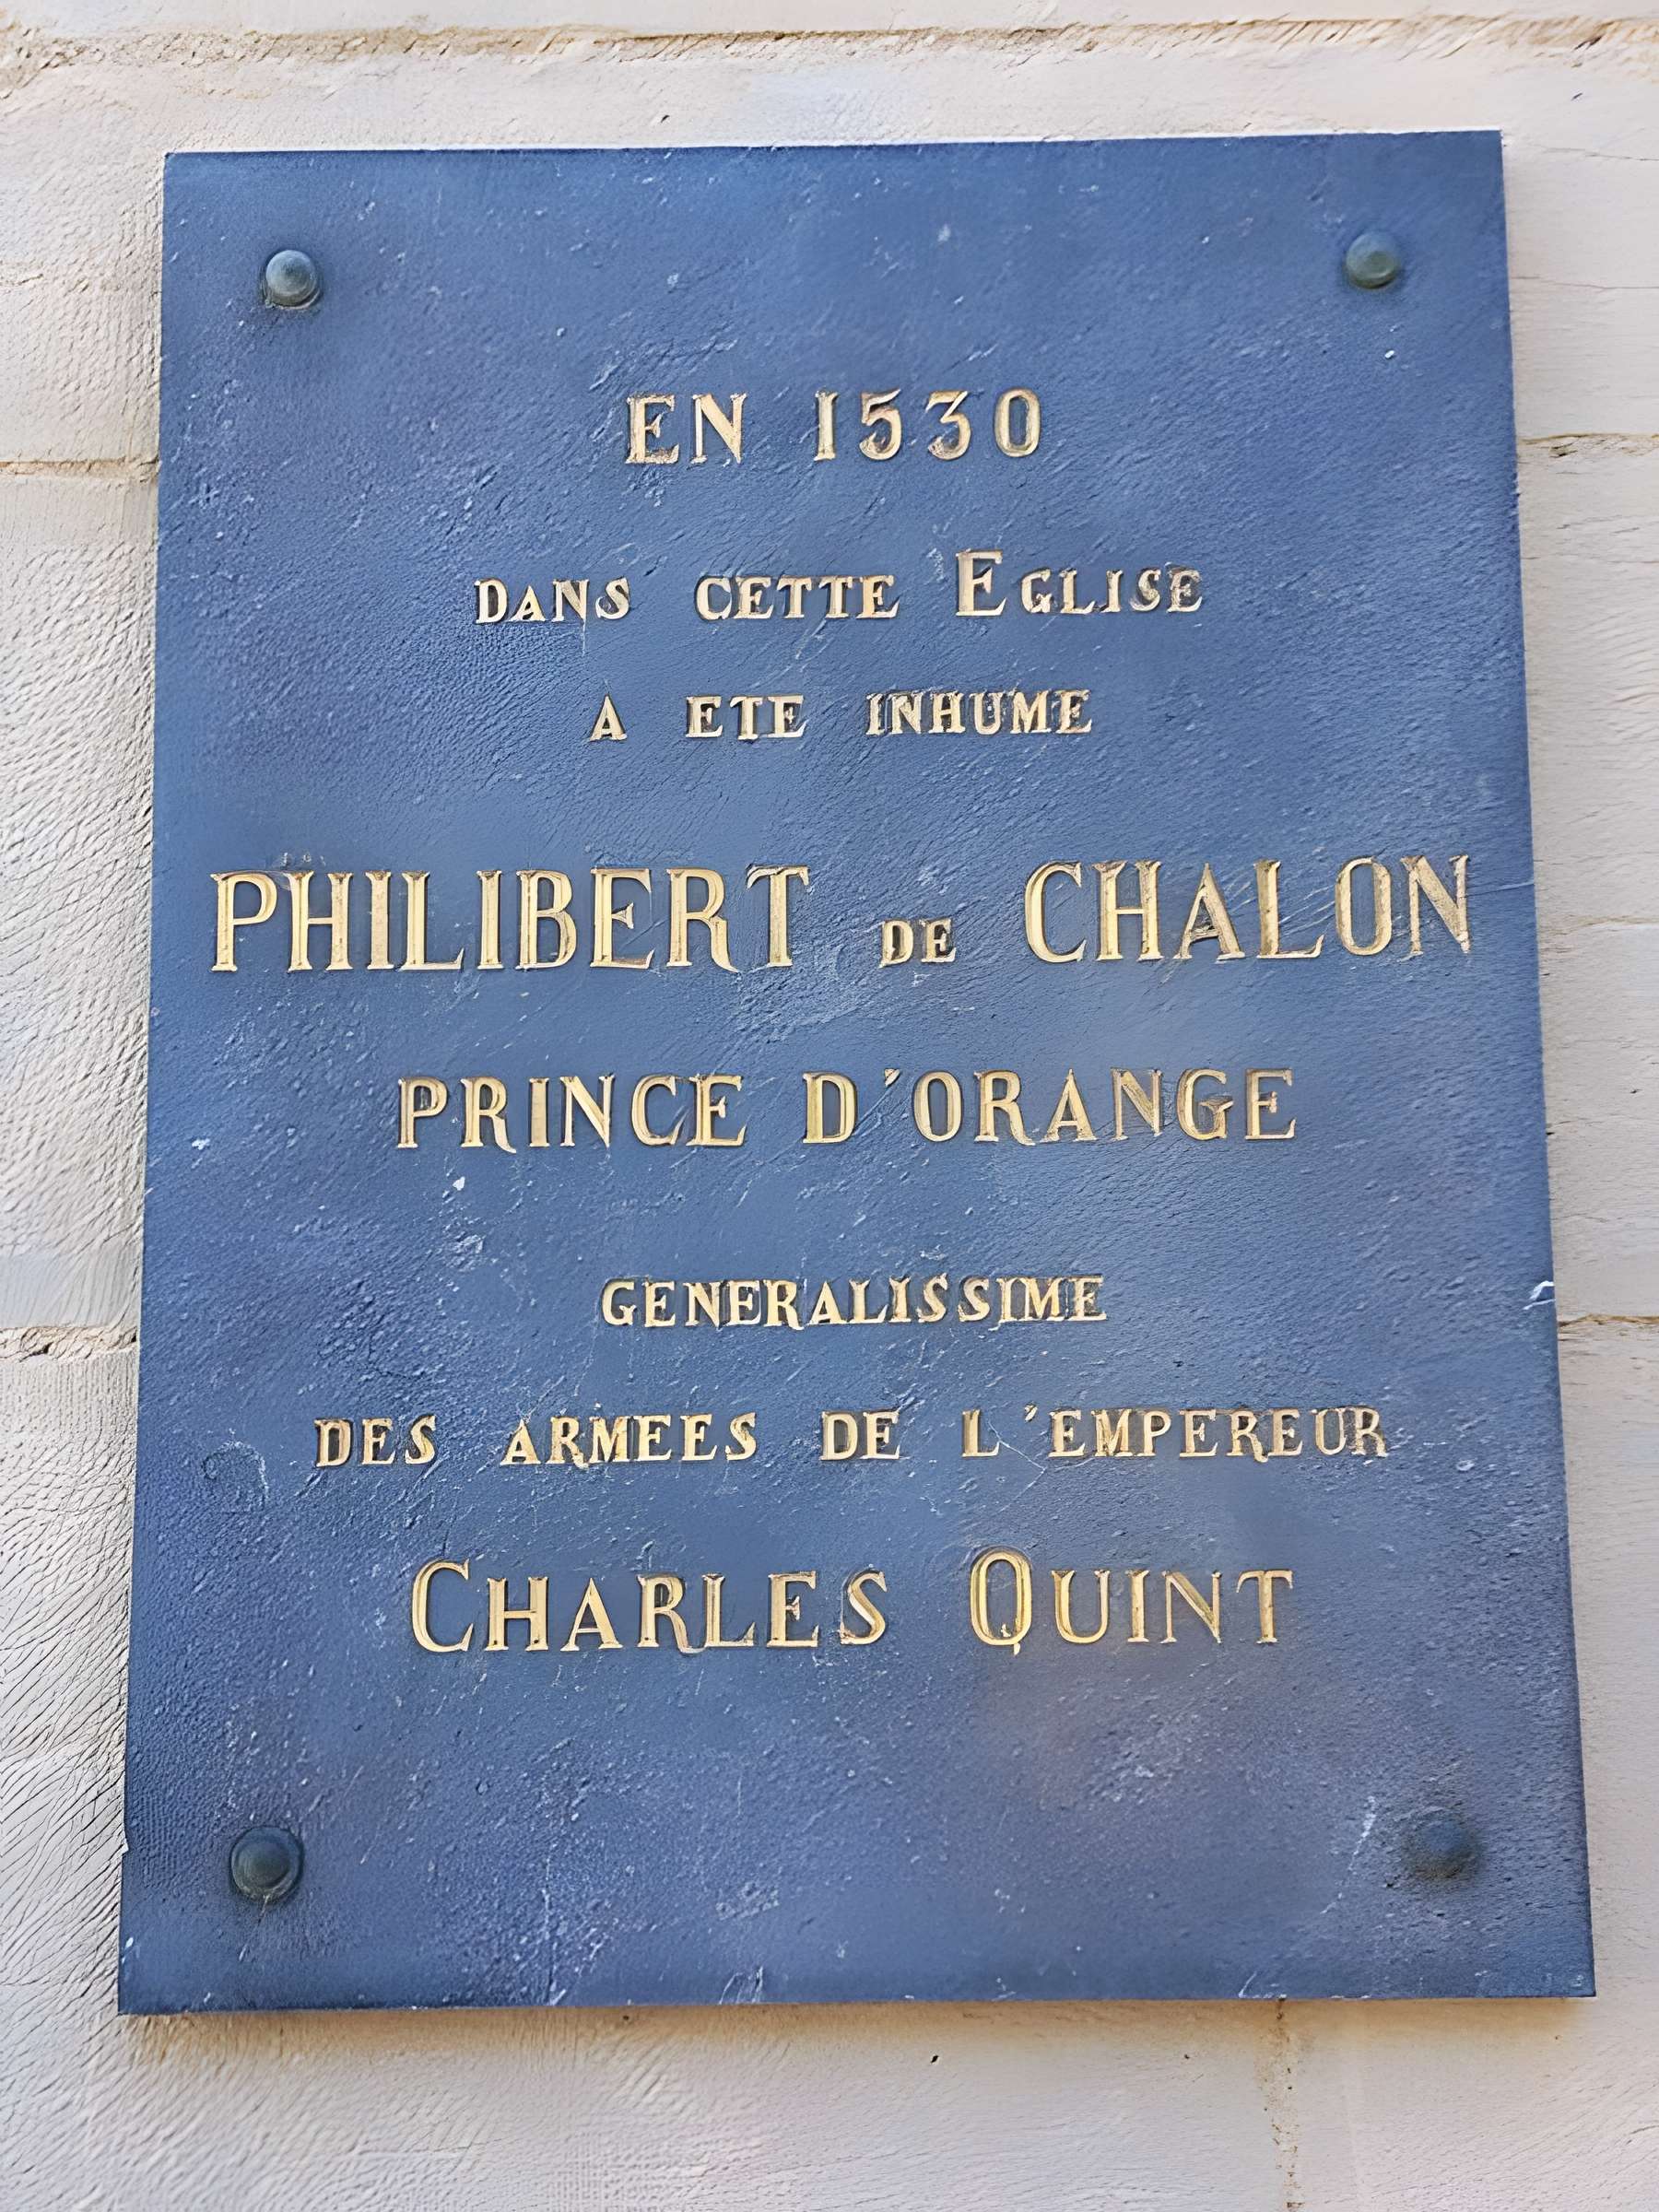 EN 1530
DANS CETTE EGLISE
A ETE INHUME
PHILIBERT DE CHALON
PRINCE D'ORANGE
GENERALISSIME
DES ARMEES DE L'EMPEREUR
CHARLES QUINT